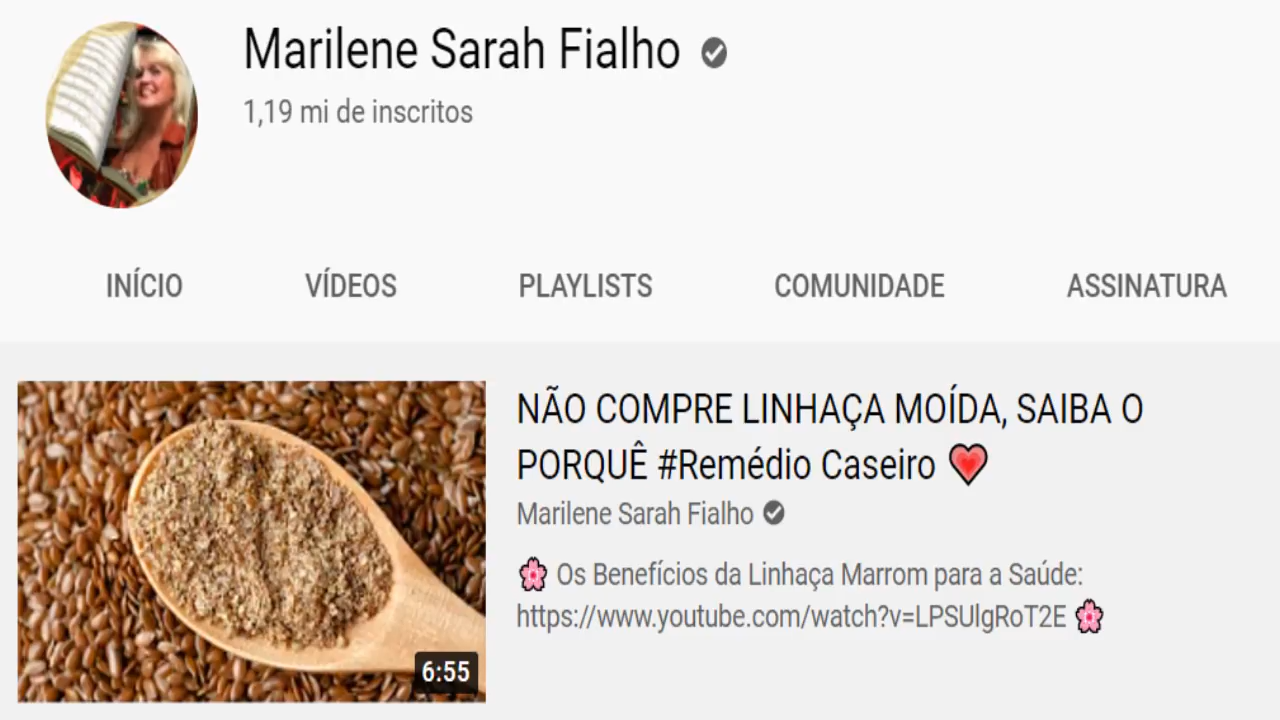 Marilene Sarah Fialho
1,19 mi de inscritos
INÍCIO VÍDEOS PLAYLISTS COMUNIDADE ASSINATURA
NÃO COMPRE LINHAÇA MOÍDA, SAIBA O
PORQUÊ #Remédio Caseiro ❤️
Marilene Sarah Fialho
🌸 Os Benefícios da Linhaça Marrom para a Saúde:
https://www.youtube.com/watch?v=LPSUlgRoT2E 🌸
6:55